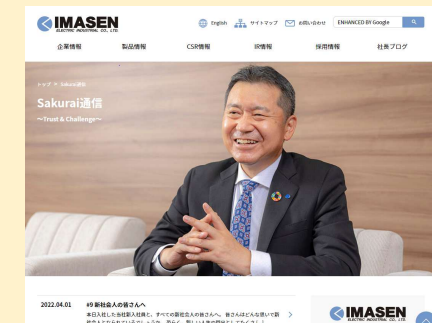 IMASEN
ELECTRIC INDUSTRIAL CO., LTD.
English サイトマップ お問い合わせ ENHANCED BY Google
企業情報 製品情報 CSR情報 IR情報 採用情報 社長ブログ
トップ > Sakurai通信
Sakurai通信
~Trust & Challenge~
2022.04.01 #9 新社会人の皆さんへ
本日入社した当社新入社員と、すべての新社会人の皆さんへ。 皆さんはどんな思いで新
IMASEN
ELECTRIC INDUSTRIAL CO., LTD.